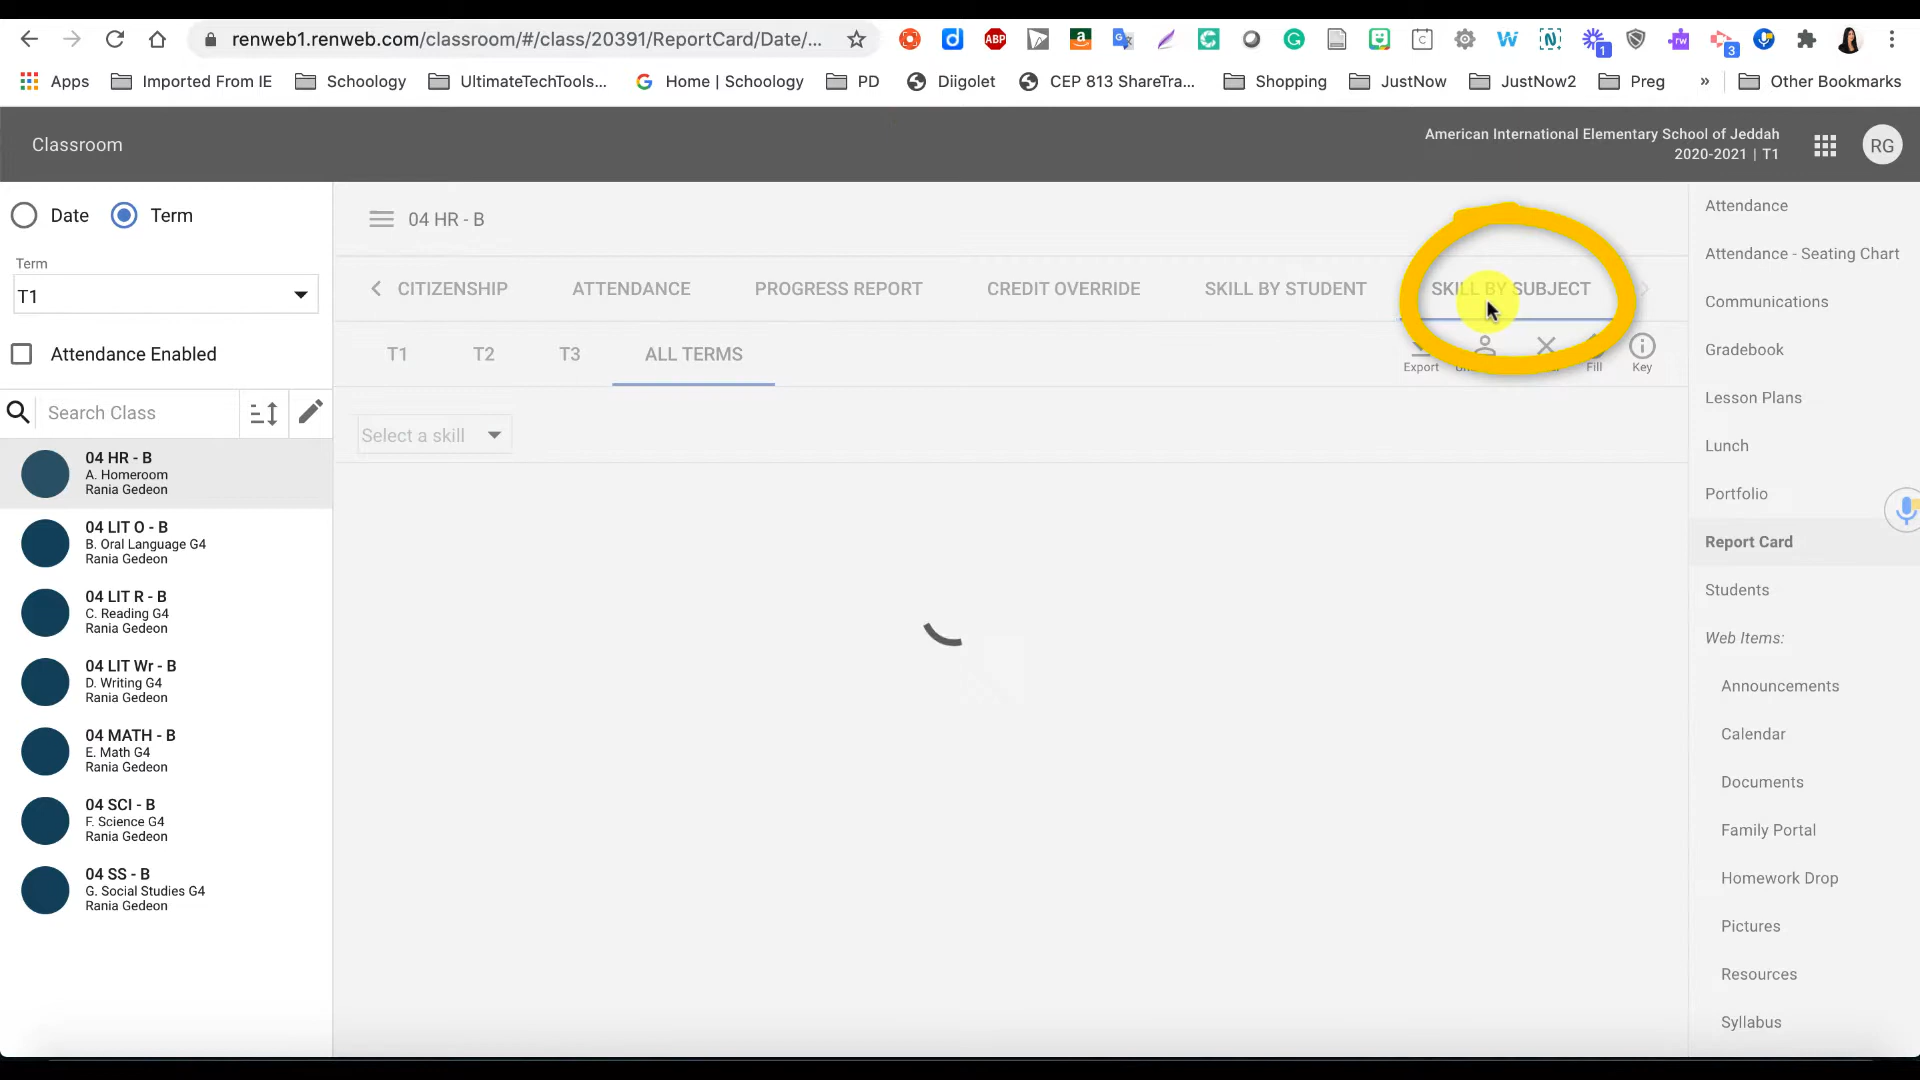 renweb1.renweb.com/classroom/#/class/20391/ReportCard/Date/...
ABP
1
rw
3
Apps
Imported From IE
Schoology
UltimateTechTools...
Home | Schoology
PD
Diigolet
CEP 813 ShareTra...
Shopping
JustNow
JustNow2
Preg
»
Other Bookmarks
Classroom
American International Elementary School of Jeddah
2020-2021 | T1
RG
Date
Term
Term
T1
Attendance Enabled
Search Class
04 HR - B
A. Homeroom
Rania Gedeon
04 LIT O - B
B. Oral Language G4
Rania Gedeon
04 LIT R - B
C. Reading G4
Rania Gedeon
04 LIT Wr - B
D. Writing G4
Rania Gedeon
04 MATH - B
E. Math G4
Rania Gedeon
04 SCI - B
F. Science G4
Rania Gedeon
04 SS - B
G. Social Studies G4
Rania Gedeon
04 HR - B
CITIZENSHIP
ATTENDANCE
PROGRESS REPORT
CREDIT OVERRIDE
SKILL BY STUDENT
SKILL BY SUBJECT
T1
T2
T3
ALL TERMS
Export
Fill
Key
Select a skill
Attendance
Attendance - Seating Chart
Communications
Gradebook
Lesson Plans
Lunch
Portfolio
Report Card
Students
Web Items:
Announcements
Calendar
Documents
Family Portal
Homework Drop
Pictures
Resources
Syllabus